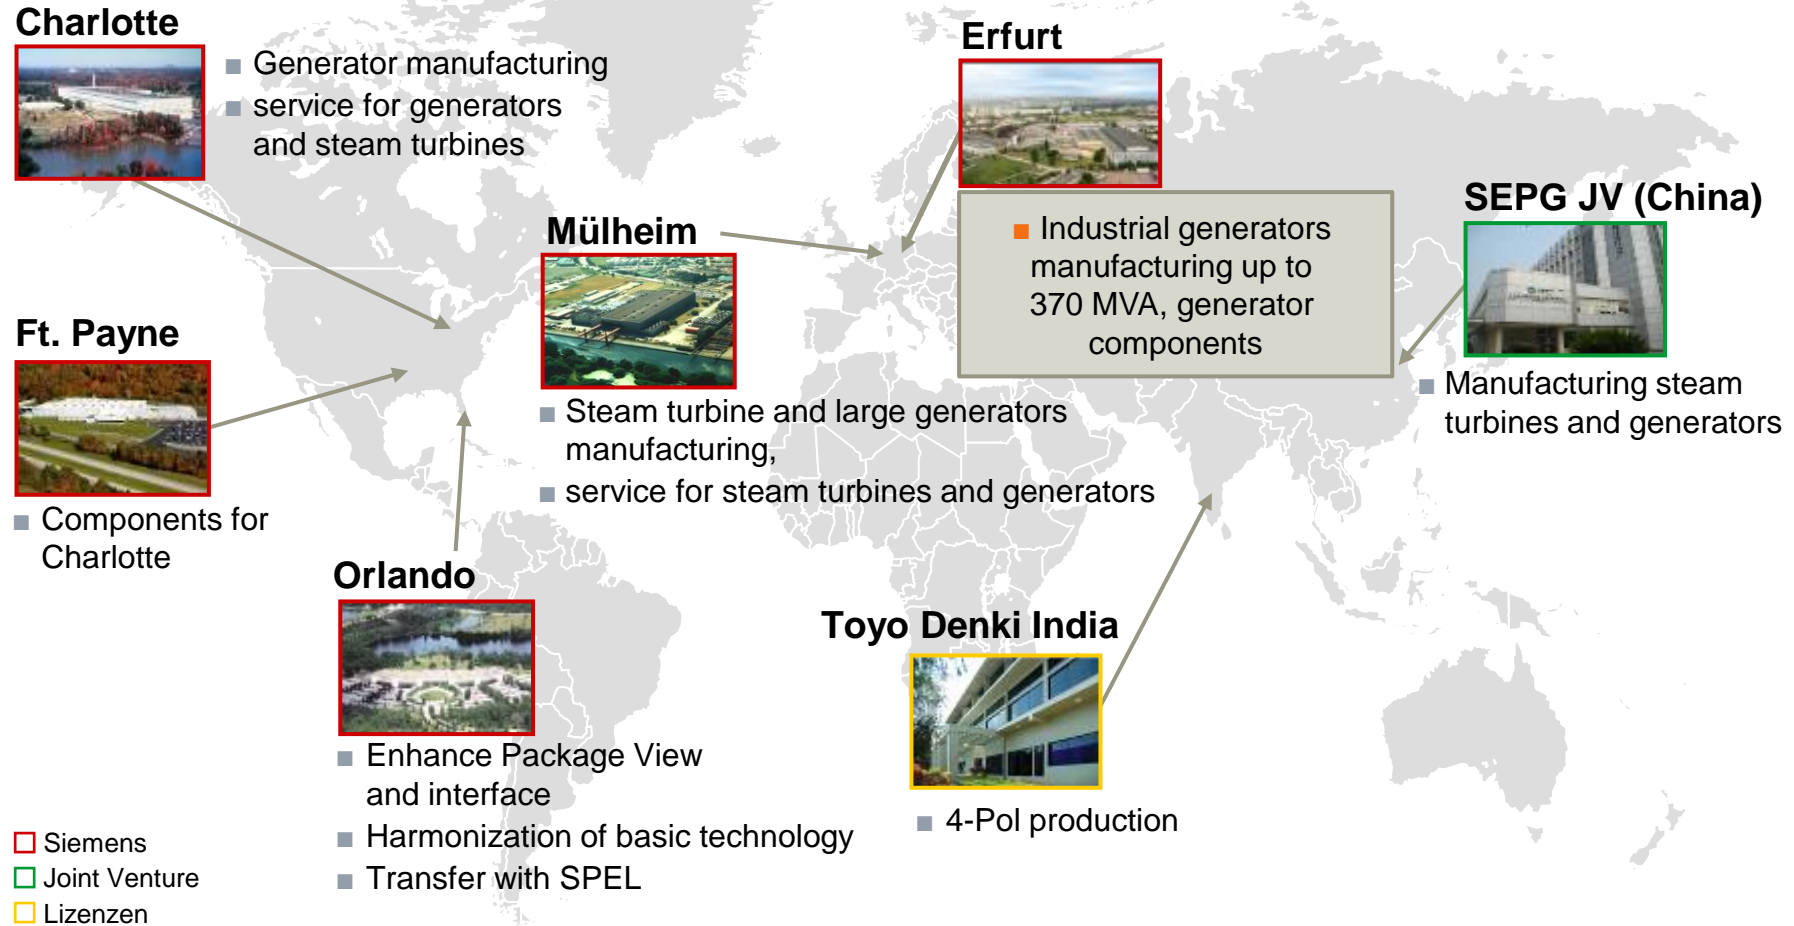 Charlotte
Generator manufacturing
service for generators
and steam turbines
Erfurt
Industrial generators
manufacturing up to
370 MVA, generator
components
SEPG JV (China)
Manufacturing steam
turbines and generators
Mülheim
Steam turbine and large generators
manufacturing,
service for steam turbines and generators
Ft. Payne
Components for
Charlotte
Orlando
Enhance Package View
and interface
Harmonization of basic technology
Transfer with SPEL
Toyo Denki India
4-Pol production
Siemens
Joint Venture
Lizenzen